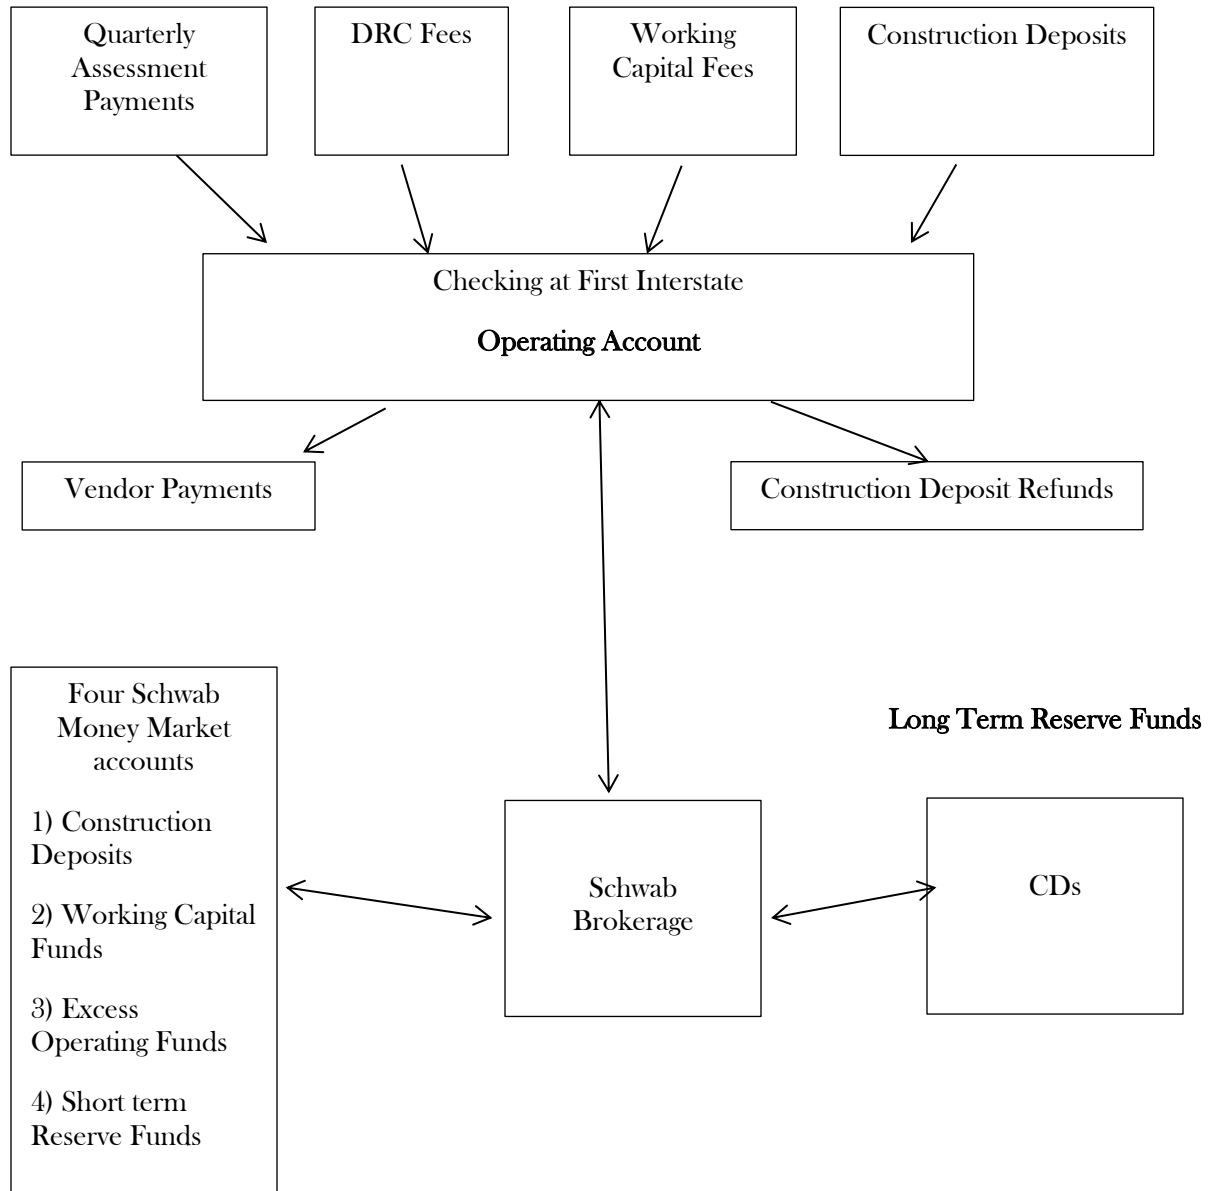 Quarterly
Assessment
Payments
DRC Fees
Working
Capital Fees
Construction Deposits
Checking at First Interstate
Operating Account
Vendor Payments
Construction Deposit Refunds
Four Schwab
Money Market
accounts
1) Construction
Deposits
2) Working Capital
Funds
3) Excess
Operating Funds
4) Short term
Reserve Funds
Schwab
Brokerage
Long Term Reserve Funds
CDs